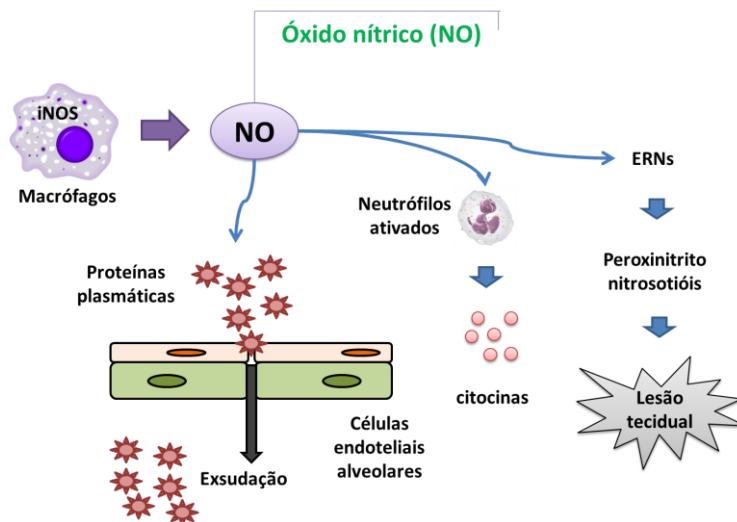 Óxido nítrico (NO)
iNOS
NO
Macrófagos
ERNs
Neutrófilos
ativados
Proteínas
plasmáticas
Peroxinitrito
nitrosotióis
citocinas
Lesão
tecidual
Células
endoteliais
alveolares
Exsudação